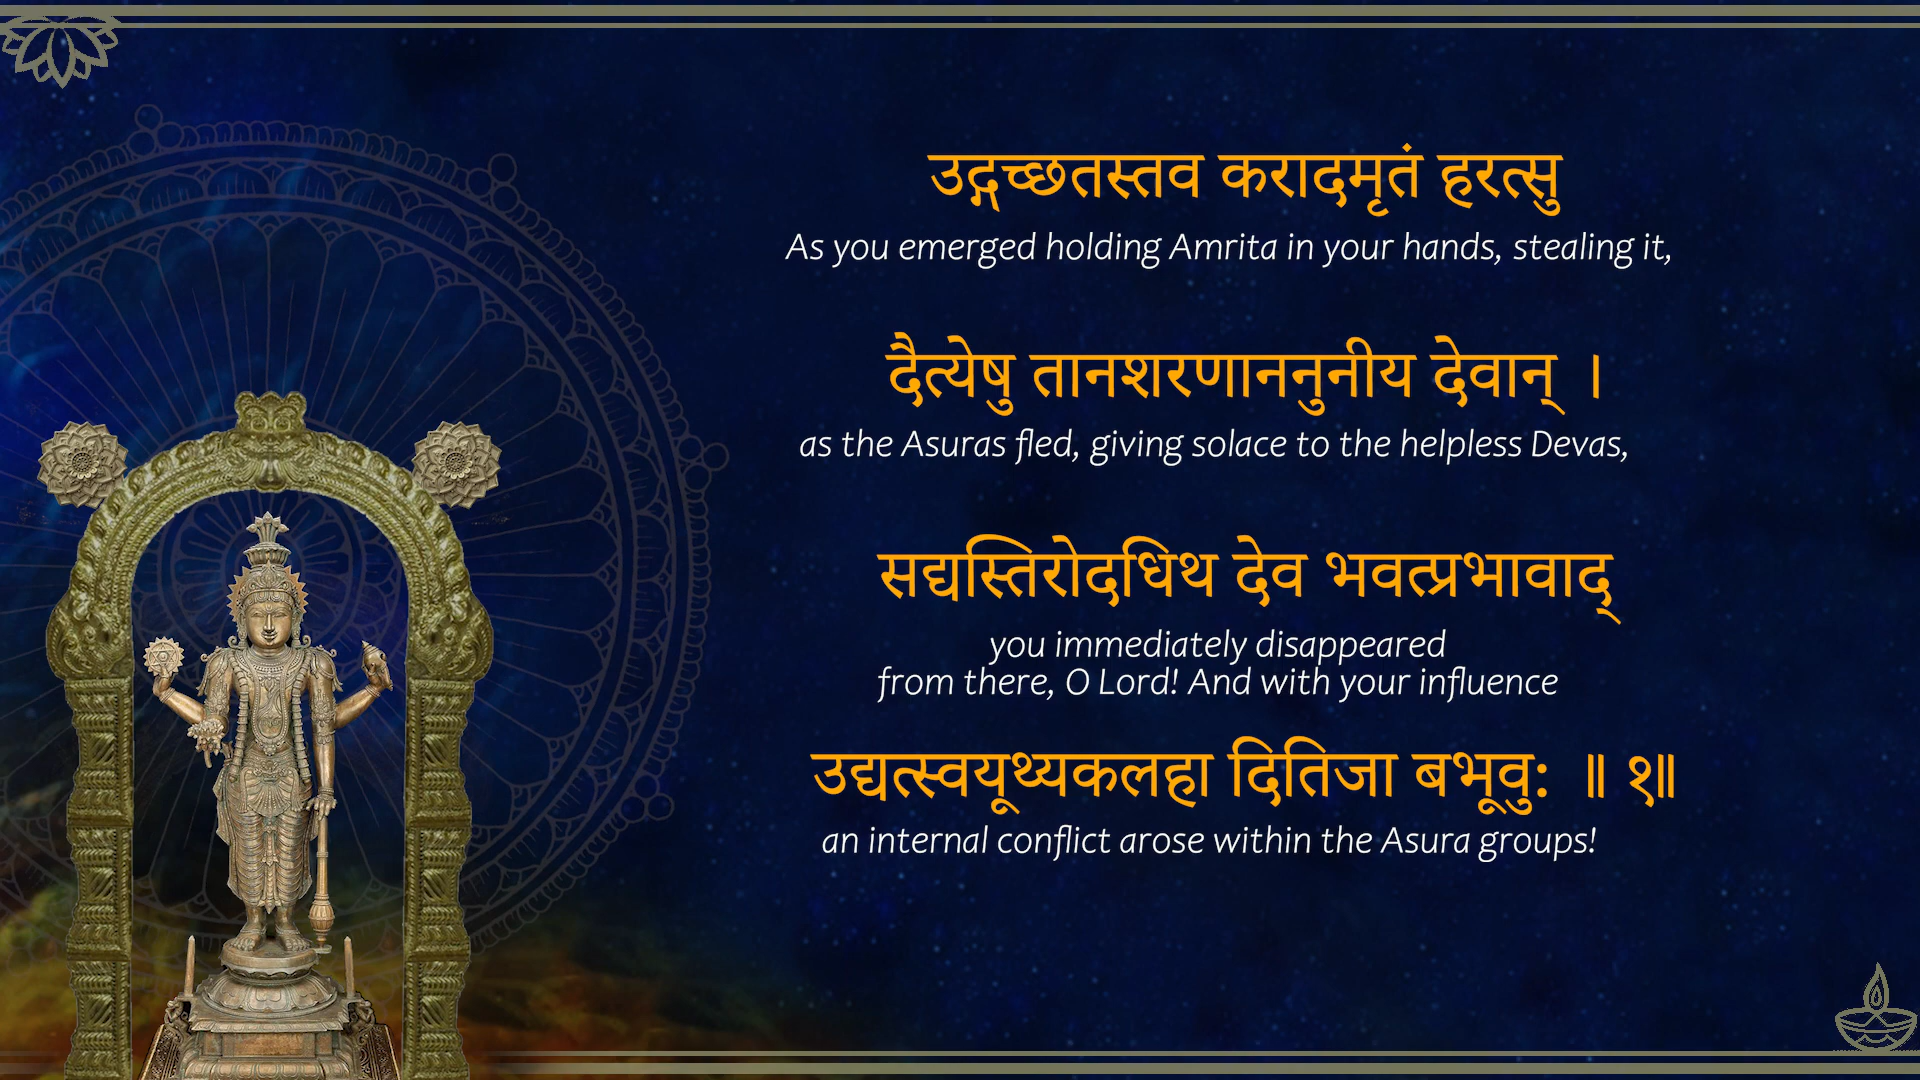 उद्गच्छतस्तव करादमृतं हरत्सु
As you emerged holding Amrita in your hands, stealing it,
दैत्येषु तानशरणाननुनीय देवान् ।
as the Asuras fled, giving solace to the helpless Devas,
सद्यस्तिरोदधिथ देव भवत्प्रभावाद्
you immediately disappeared
from there, O Lord! And with your influence
उद्यत्स्वयूथ्यकलहा दितिजा बभूवुः ॥ १॥
an internal conflict arose within the Asura groups!